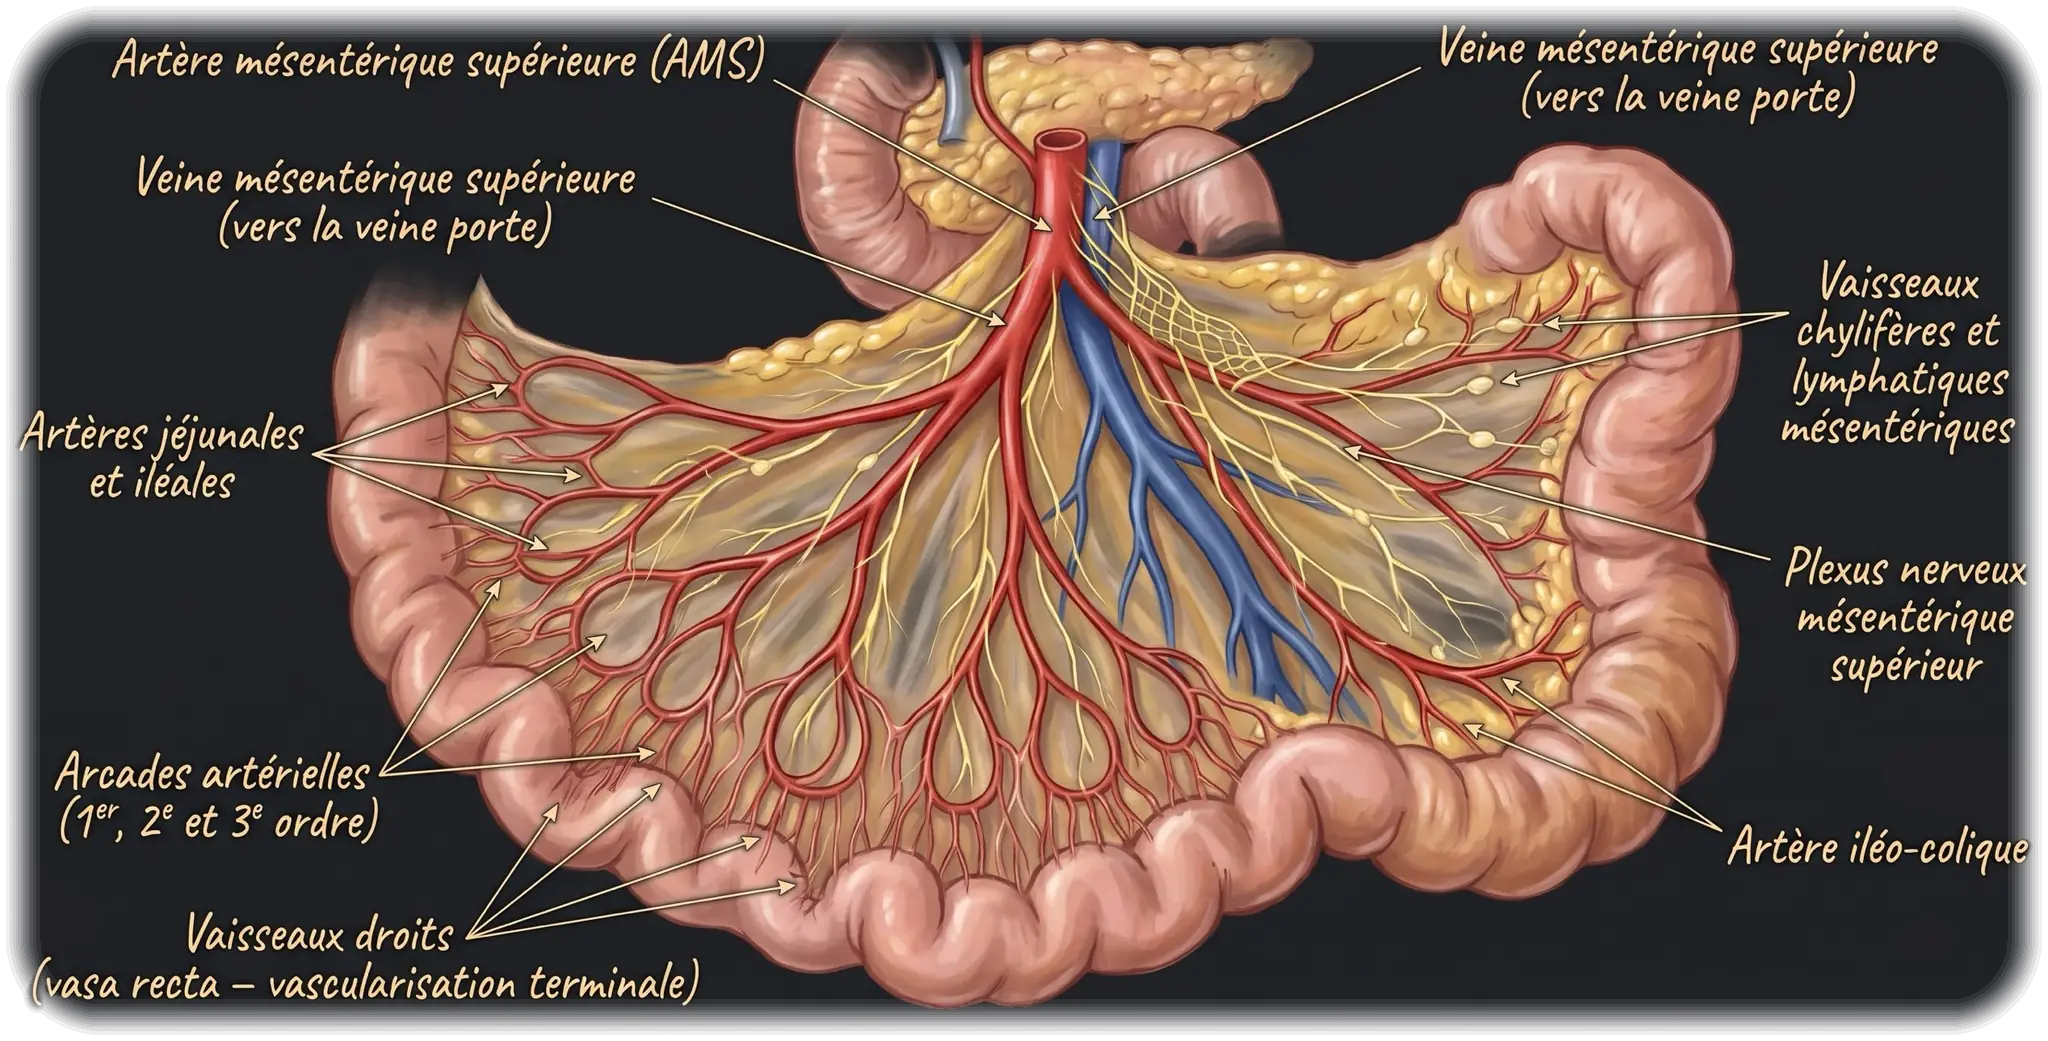 Artère mésentérique supérieure (AMS)
Veine mésentérique supérieure
(vers la veine porte)
Veine mésentérique supérieure
(vers la veine porte)
Vaisseaux
chylifères et
lymphatiques
mésentériques
Artères jéjunales
et iléales
Plexus nerveux
mésentérique
supérieur
Arcades artérielles
(1er, 2e et 3e ordre)
Artère iléo-colique
Vaisseaux droits
(vasa recta – vascularisation terminale)